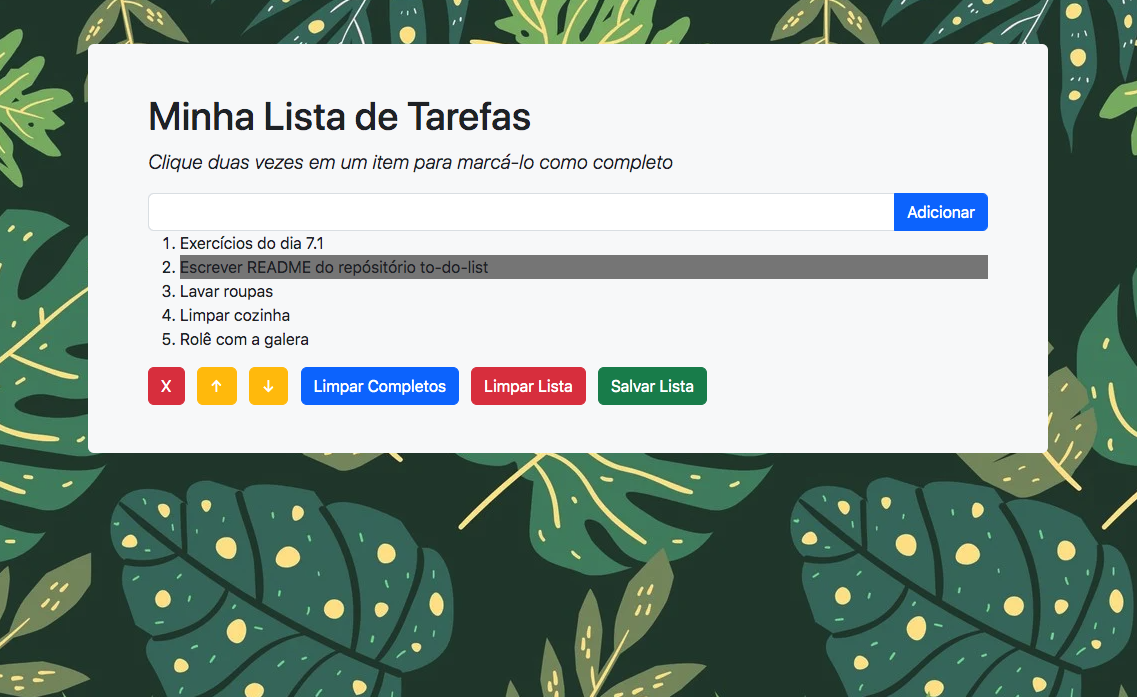 Minha Lista de Tarefas
Clique duas vezes em um item para marcá-lo como completo
Adicionar
1. Exercícios do dia 7.1
2. Escrever README do repósitório to-do-list
3. Lavar roupas
4. Limpar cozinha
5. Rolê com a galera
X ↑ ↓ Limpar Completos Limpar Lista Salvar Lista